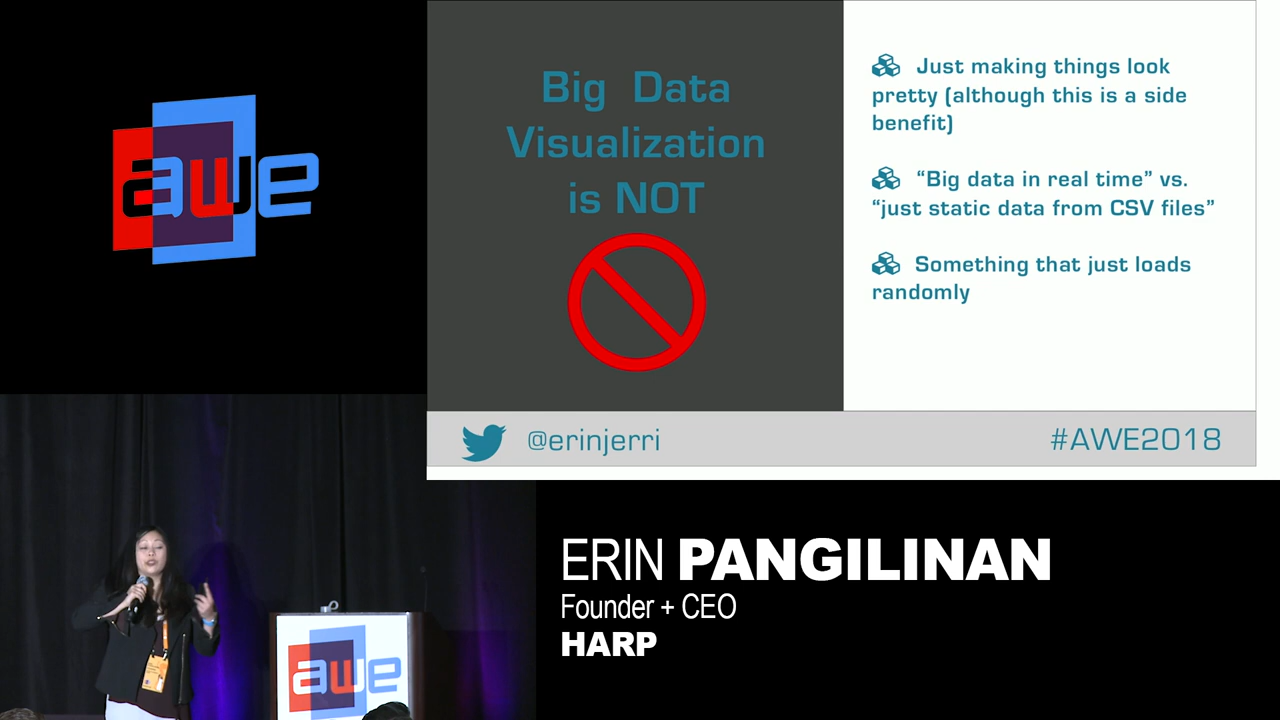 awe
Big Data
Visualization
is NOT
Just making things look
pretty (although this is a side
benefit)
“Big data in real time” vs.
“just static data from CSV files”
Something that just loads
randomly
@erinjerri
#AWE2018
ERIN PANGILINAN
Founder + CEO
HARP
awe